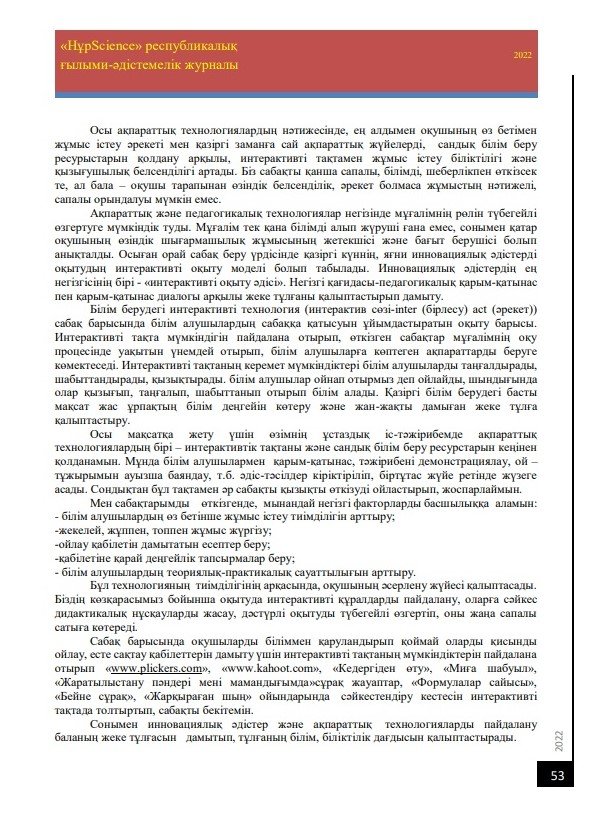 «НұрScience» республикалық
ғылыми-әдістемелік журналы
2022
Осы ақпараттық технологиялардың нәтижесінде, ең алдымен оқушының өз бетімен
жұмыс істеу әрекеті мен қазіргі заманға сай ақпараттық жүйелерді, сандық білім беру
ресурыстарын қолдану арқылы, интерактивті тақтамен жұмыс істеу біліктілігі және
қызығушылық белсенділігі артады. Біз сабақты қанша сапалы, білімді, шеберлікпен өткізсек
те, ал бала – оқушы тарапынан өзіндік белсенділік, әрекет болмаса жұмыстың нәтижелі,
сапалы орындалуы мүмкін емес.
Ақпараттық және педагогикалық технологиялар негізінде мұғалімнің рөлін түбегейлі
өзгертуге мүмкіндік туды. Мұғалім тек қана білімді алып жүруші ғана емес, сонымен қатар
оқушының өзіндік шығармашылық жұмысының жетекшісі және бағыт берушісі болып
анықталды. Осыған орай сабақ беру үрдісінде қазіргі күннің, яғни инновациялық әдістерді
оқытудың интерактивті оқыту моделі болып табылады. Инновациялық әдістердің ең
негізгісінің бірі - «интерактивті оқыту әдісі». Негізгі қағидасы-педагогикалық қарым-қатынас
пен қарым-қатынас диалогы арқылы жеке тұлғаны қалыптастырып дамыту.
Білім берудегі интерактивті технология (интерактив сөзі-inter (бірлесу) act (әрекет))
сабақ барысында білім алушылардың сабаққа қатысуын ұйымдастыратын оқыту барысы.
Интерактивті тақта мүмкіндігін пайдалана отырып, өткізген сабақтар мұғалімнің оқу
процесінде уақытын үнемдей отырып, білім алушыларға көптеген ақпараттарды беруге
көмектеседі. Интерактивті тақтаның керемет мүмкіндіктері білім алушыларды таңғалдырады,
шабыттандырады, қызықтырады. білім алушылар ойнап отырмыз деп ойлайды, шындығында
олар қызығып, таңғалып, шабыттанып отырып білім алады. Қазіргі білім берудегі басты
мақсат жас ұрпақтың білім деңгейін көтеру және жан-жақты дамыған жеке тұлға
қалыптастыру.
Осы мақсатқа жету үшін өзімнің ұстаздық іс-тәжірибемде ақпараттық
технологиялардың бірі – интерактивтік тақтаны және сандық білім беру ресурстарын кеңінен
қолданамын. Мұнда білім алушылармен қарым-қатынас, тәжірибені демонстрациялау, ой –
тұжырымын ауызша баяндау, т.б. әдіс-тәсілдер кіріктіріліп, біртұтас жүйе ретінде жүзеге
асады. Сондықтан бұл тақтамен әр сабақты қызықты өткізуді ойластырып, жоспарлаймын.
Мен сабақтарымды өткізгенде, мынандай негізгі факторларды басшылыққа аламын:
- білім алушылардың өз бетінше жұмыс істеу тиімділігін арттыру;
-жекелей, жұппен, топпен жұмыс жүргізу;
-ойлау қабілетін дамытатын есептер беру;
-қабілетіне қарай деңгейлік тапсырмалар беру;
- білім алушылардың теориялық-практикалық сауаттылығын арттыру.
Бұл технологияның тиімділігінің арқасында, оқушының әсерлену жүйесі қалыптасады.
Біздің көзқарасымыз бойынша оқытуда интерактивті құралдарды пайдалану, оларға сәйкес
дидактикалық нұсқауларды жасау, дәстүрлі оқытуды түбегейлі өзгертіп, оны жаңа сапалы
сатыға көтереді.
Сабақ барысында оқушыларды біліммен қаруландырып қоймай оларды қисынды
ойлау, есте сақтау қабілеттерін дамыту үшін интерактивті тақтаның мүмкіндіктерін пайдалана
отырып «www.plickers.com», «www.kahoot.com», «Кедергіден өту», «Миға шабуыл»,
«Жаратылыстану пәндері мені мамандығымда»сұрақ жауаптар, «Формулалар сайысы»,
«Бейне сұрақ», «Жарқыраған шың» ойындарында сәйкестендіру кестесін интерактивті
тақтада толтыртып, сабақты бекітемін.
Сонымен инновациялық әдістер және ақпараттық технологияларды пайдалану
баланың жеке тұлғасын дамытып, тұлғаның білім, біліктілік дағдысын қалыптастырады.
2022
53